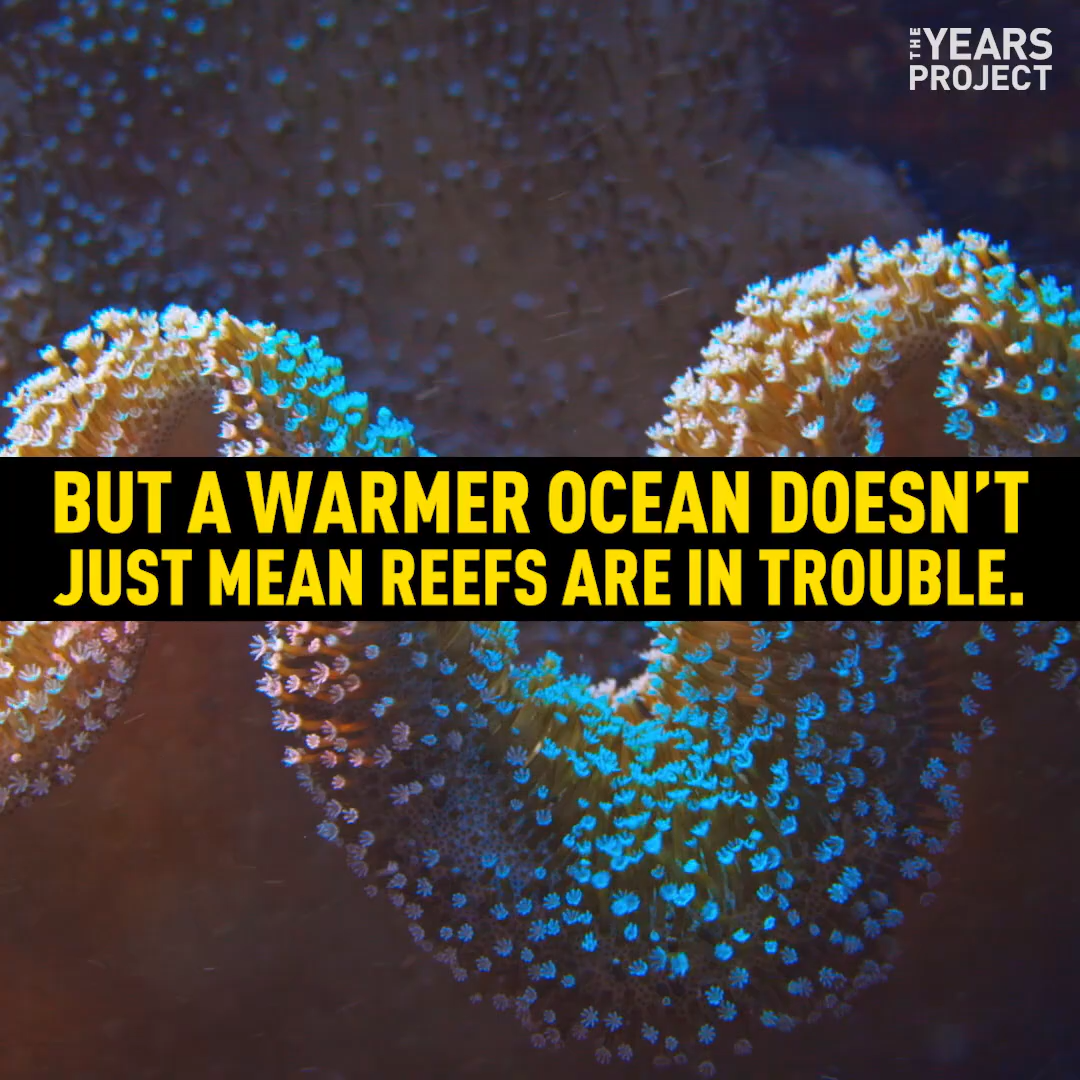 THE YEARS
PROJECT
BUT A WARMER OCEAN DOESN'T
JUST MEAN REEFS ARE IN TROUBLE.